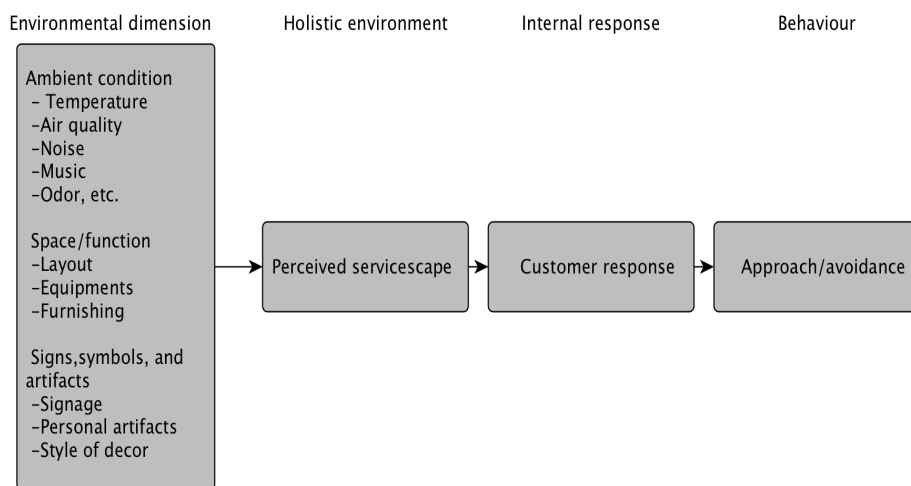 Environmental dimension
Holistic environment
Internal response
Behaviour
Ambient condition
– Temperature
–Air quality
–Noise
–Music
–Odor, etc.
Space/function
–Layout
–Equipments
–Furnishing
Signs,symbols, and
artifacts
–Signage
–Personal artifacts
–Style of decor
Perceived servicescape
Customer response
Approach/avoidance